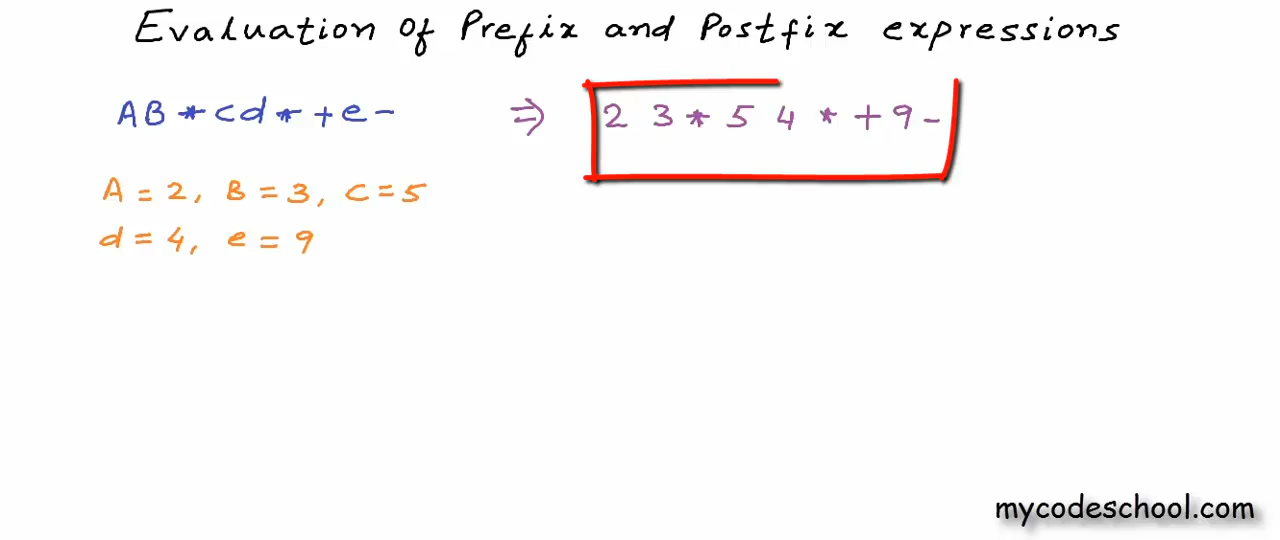 Evaluation of Prefix and Postfix expressions
AB*cd*+e- ⇒ 2 3 * 5 4 * + 9 -
A = 2, B = 3, C = 5
d = 4, e = 9
mycodeschool.com